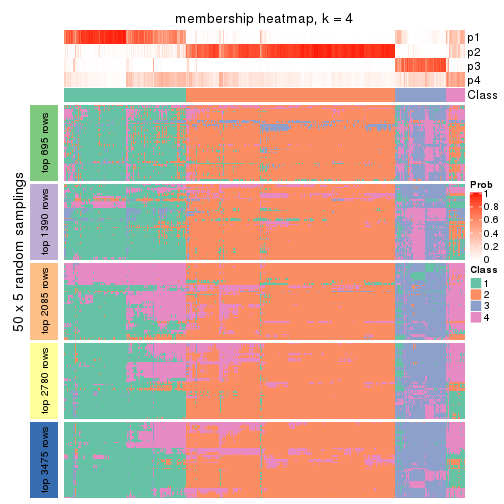 membership heatmap, k = 4
p1
p2
p3
p4
Class
50 x 5 random samplings
top 695 rows
top 1390 rows
top 2085 rows
top 2780 rows
top 3475 rows
Prob
1
0.8
0.6
0.4
0.2
0
Class
1
2
3
4